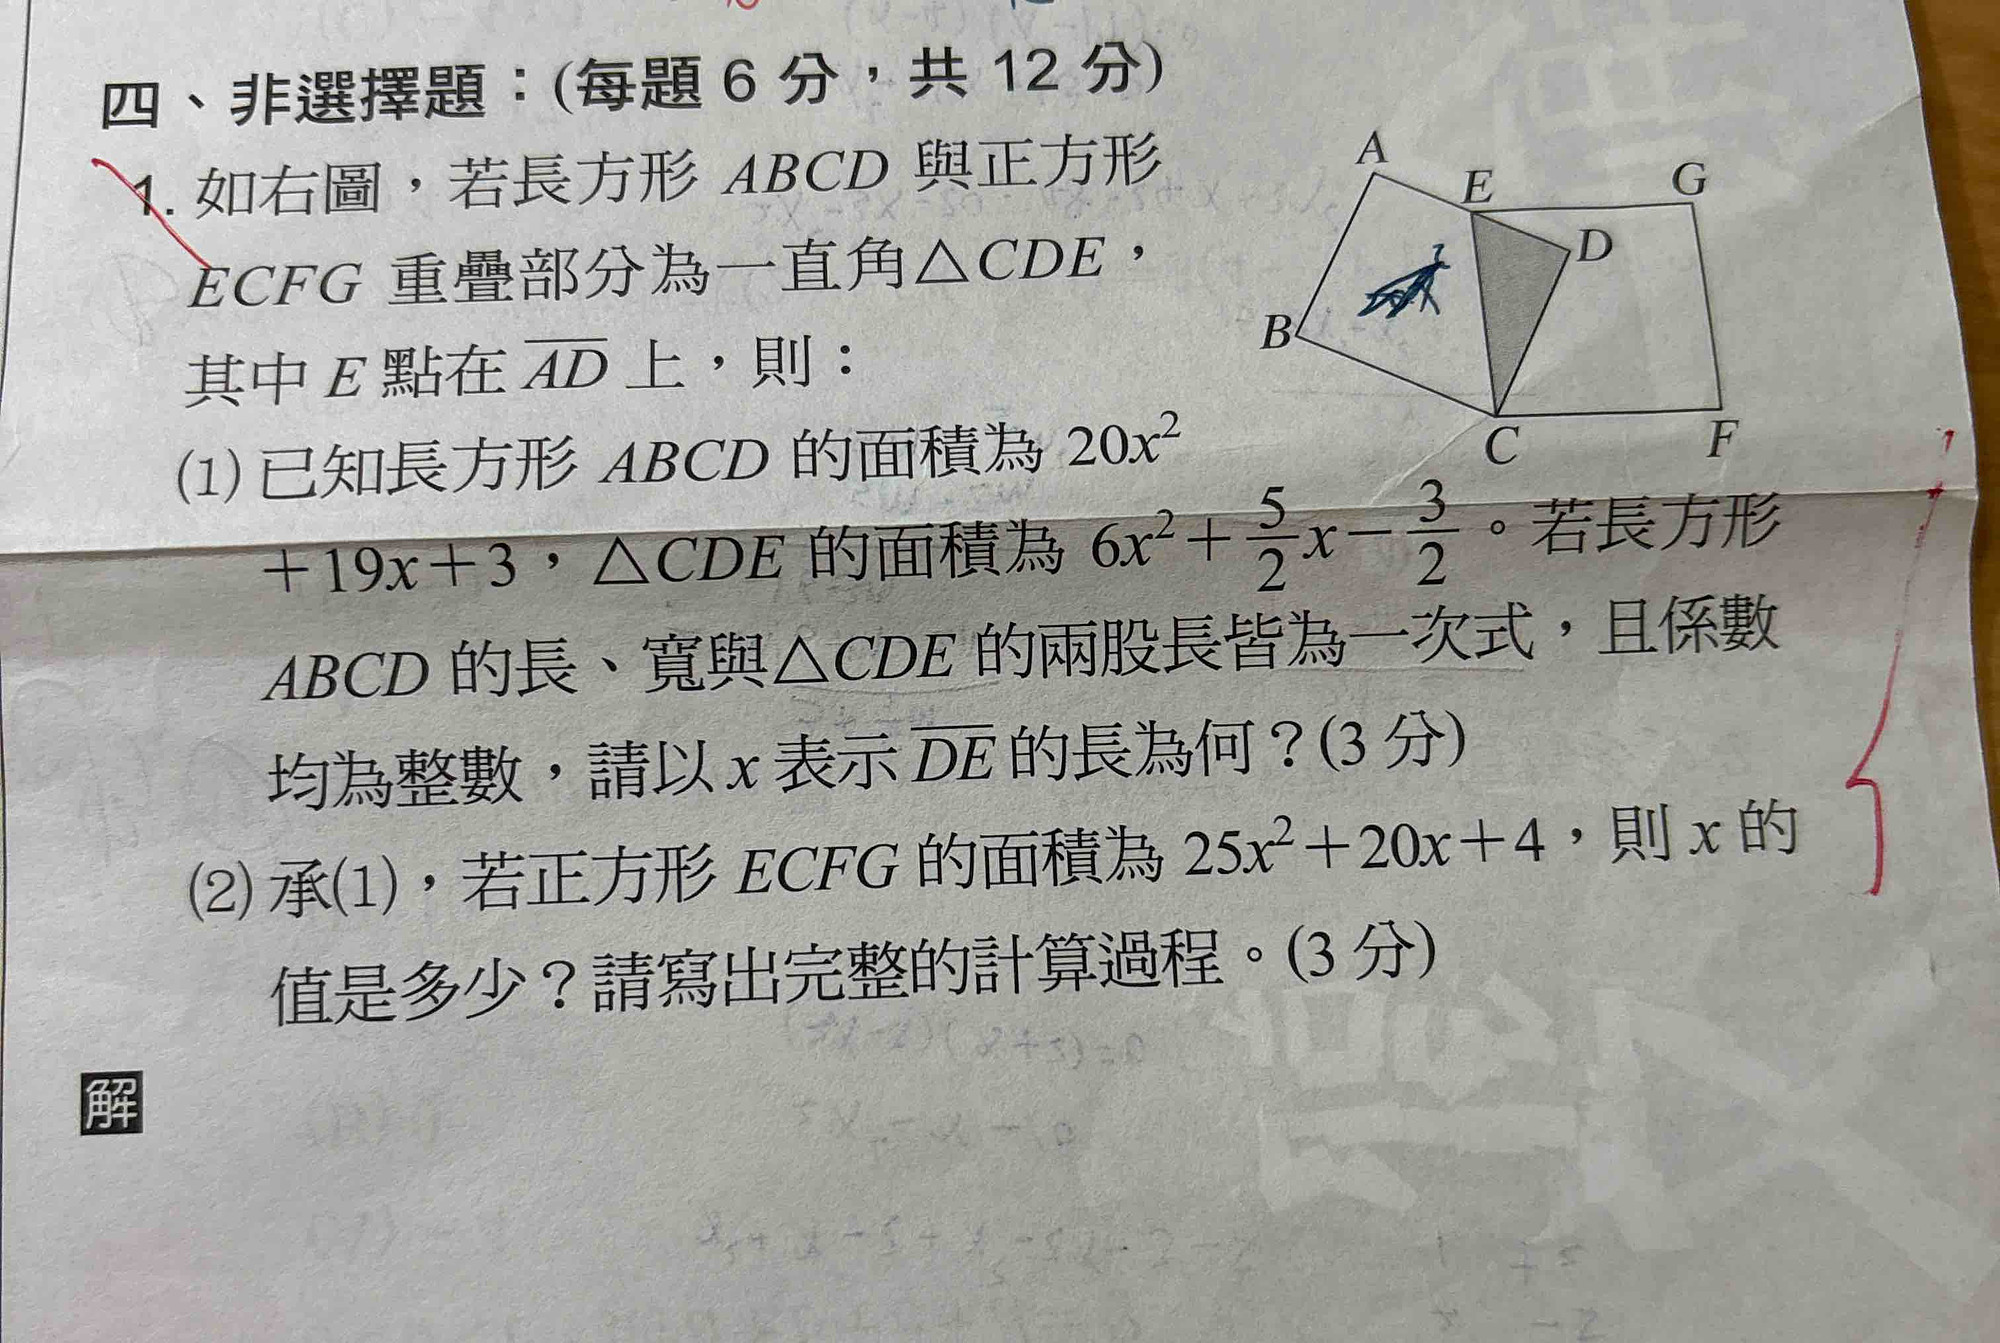 四、非選擇題：(每題 6 分，共 12 分)
1. 如右圖，若長方形 ABCD 與正方形
ECFG 重疊部分為一直角△CDE，
其中 E 點在 \overline{AD} 上，則：
(1) 已知長方形 ABCD 的面積為 20x²
＋19x＋3，△CDE 的面積為 6x²＋\frac{5}{2}x－\frac{3}{2}。若長方形
ABCD 的長、寬與△CDE 的兩股長皆為一次式，且係數
均為整數，請以 x 表示 \overline{DE} 的長為何？(3 分)
(2) 承(1)，若正方形 ECFG 的面積為 25x²＋20x＋4，則 x 的
值是多少？請寫出完整的計算過程。(3 分)
A
E
G
D
B
C
F
解